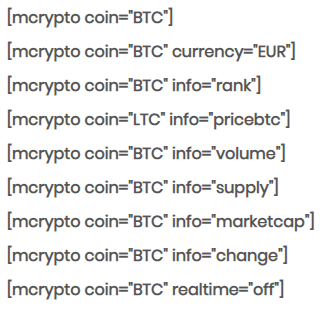 [mcrypto coin="BTC"]
[mcrypto coin="BTC" currency="EUR"]
[mcrypto coin="BTC" info="rank"]
[mcrypto coin="LTC" info="pricebtc"]
[mcrypto coin="BTC" info="volume"]
[mcrypto coin="BTC" info="supply"]
[mcrypto coin="BTC" info="marketcap"]
[mcrypto coin="BTC" info="change"]
[mcrypto coin="BTC" realtime="off"]